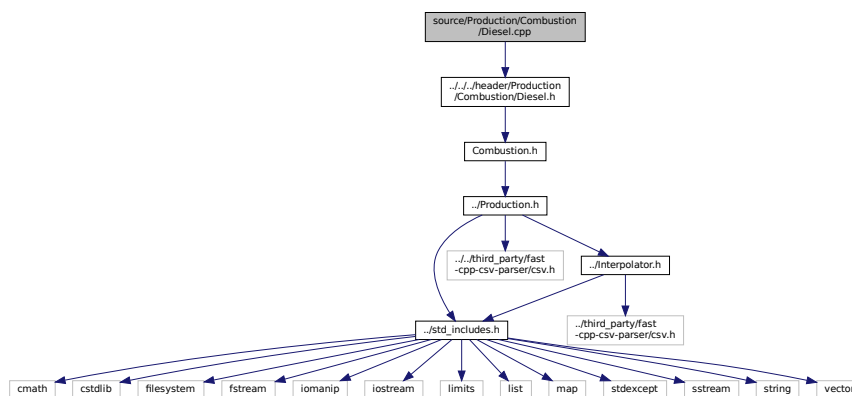 source/Production/Combustion
/Diesel.cpp
../../../header/Production
/Combustion/Diesel.h
Combustion.h
../Production.h
../../third_party/fast
-cpp-csv-parser/csv.h
../Interpolator.h
../third_party/fast
-cpp-csv-parser/csv.h
../std_includes.h
cmath
cstdlib
filesystem
fstream
iomanip
iostream
limits
list
map
stdexcept
sstream
string
vector